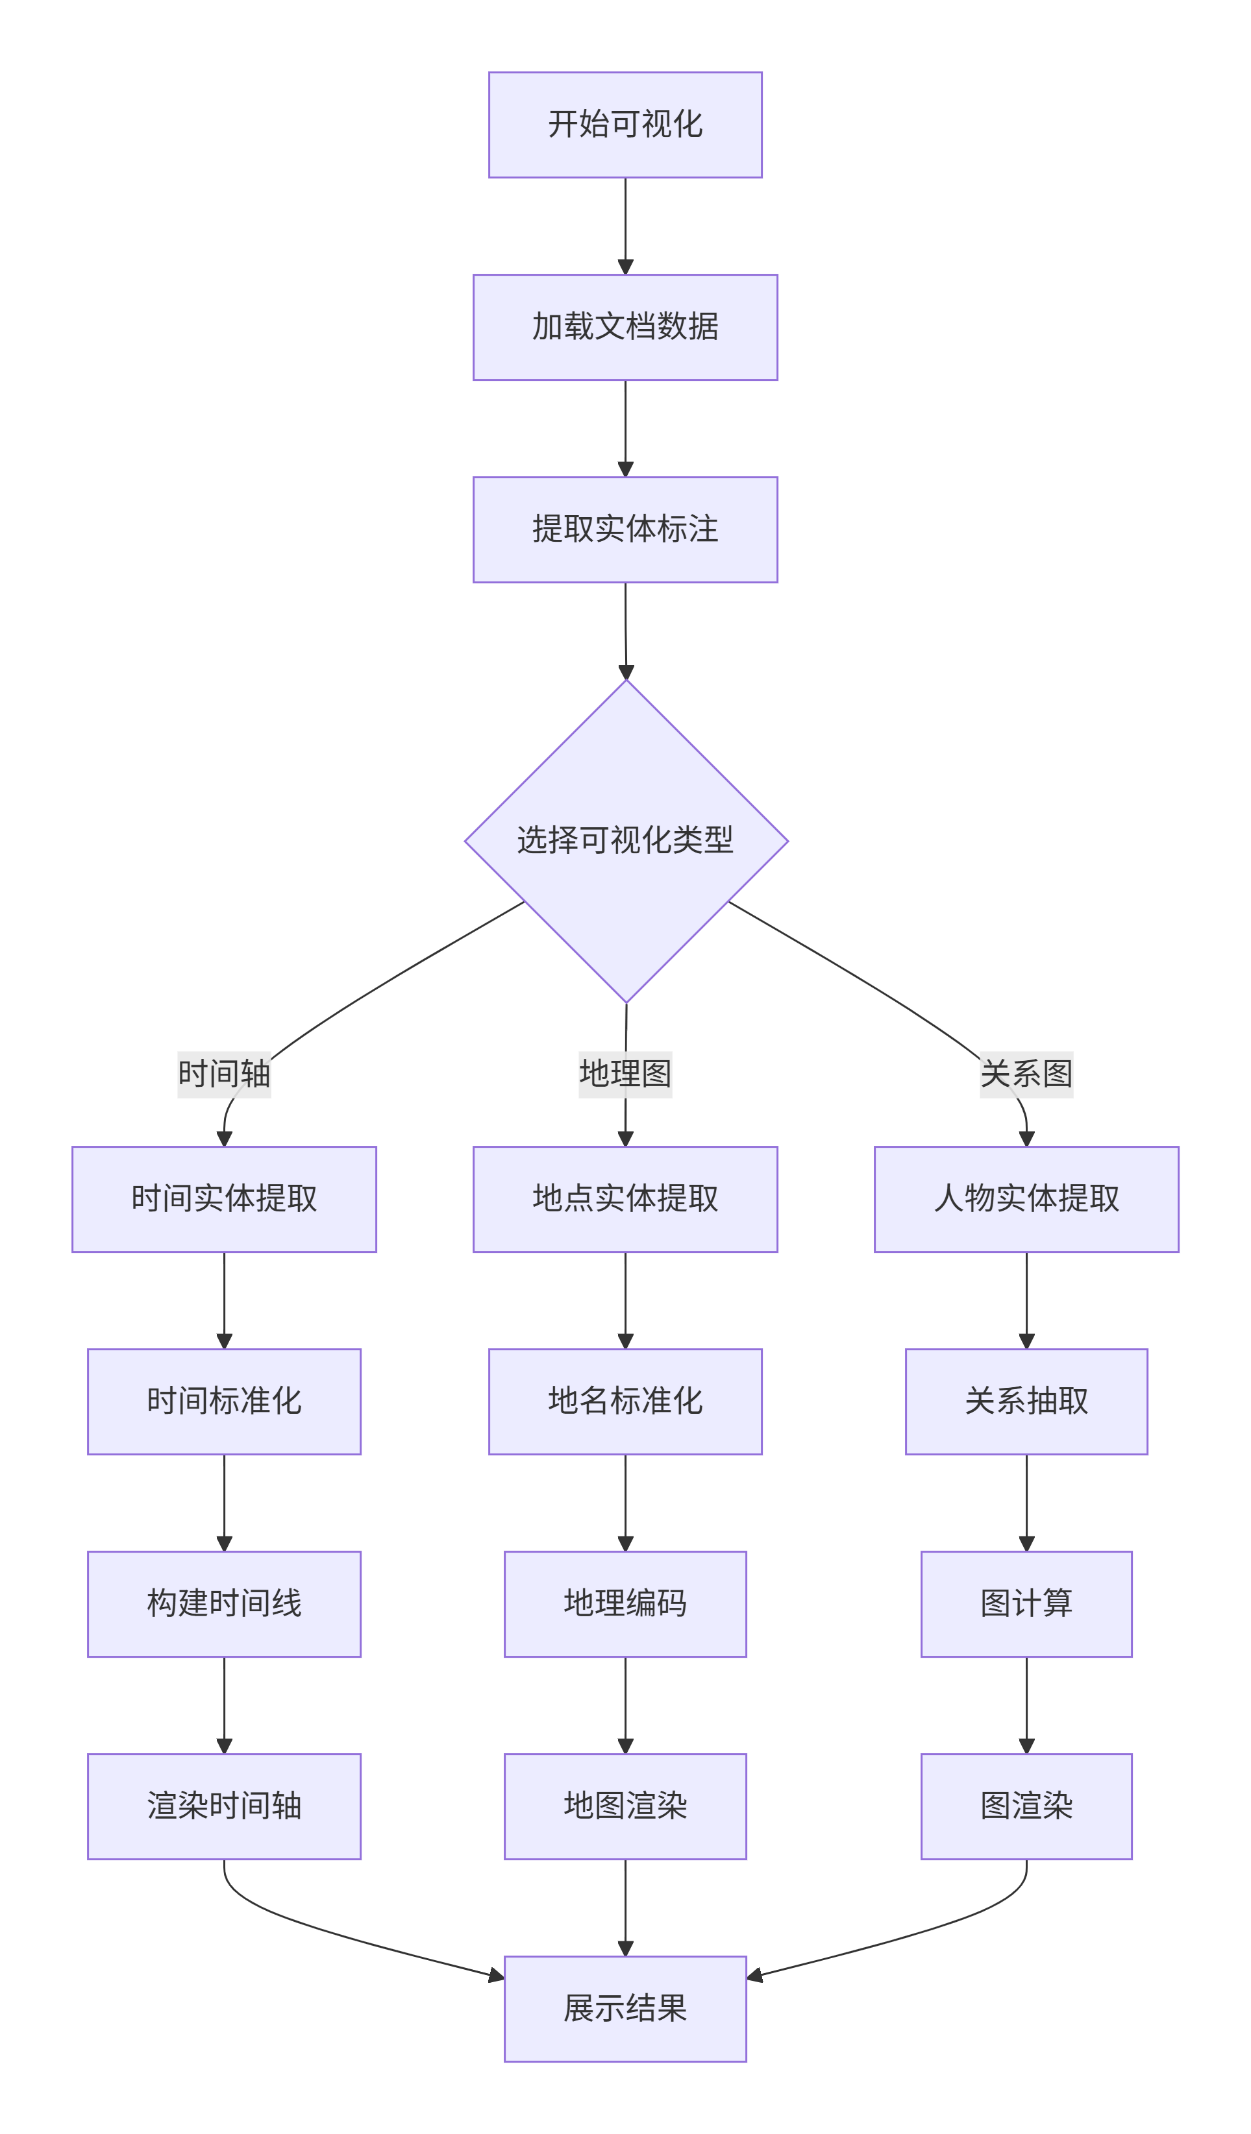 开始可视化
加载文档数据
提取实体标注
选择可视化类型
时间轴
地理图
关系图
时间实体提取
地点实体提取
人物实体提取
时间标准化
地名标准化
关系抽取
构建时间线
地理编码
图计算
渲染时间轴
地图渲染
图渲染
展示结果